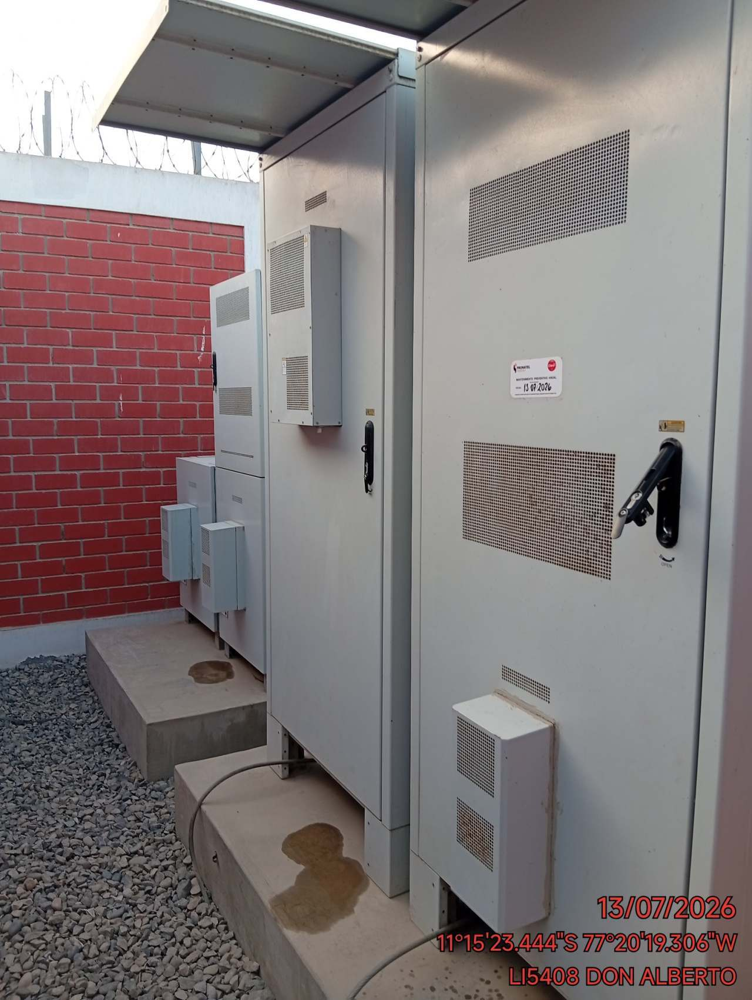 PRONATEL
Claro
MANTENIMIENTO PREVENTIVO ANUAL
13 07 2026
OPEN
13/07/2026
11°15'23.444"S 77°20'19.306"W
LI5408 DON ALBERTO